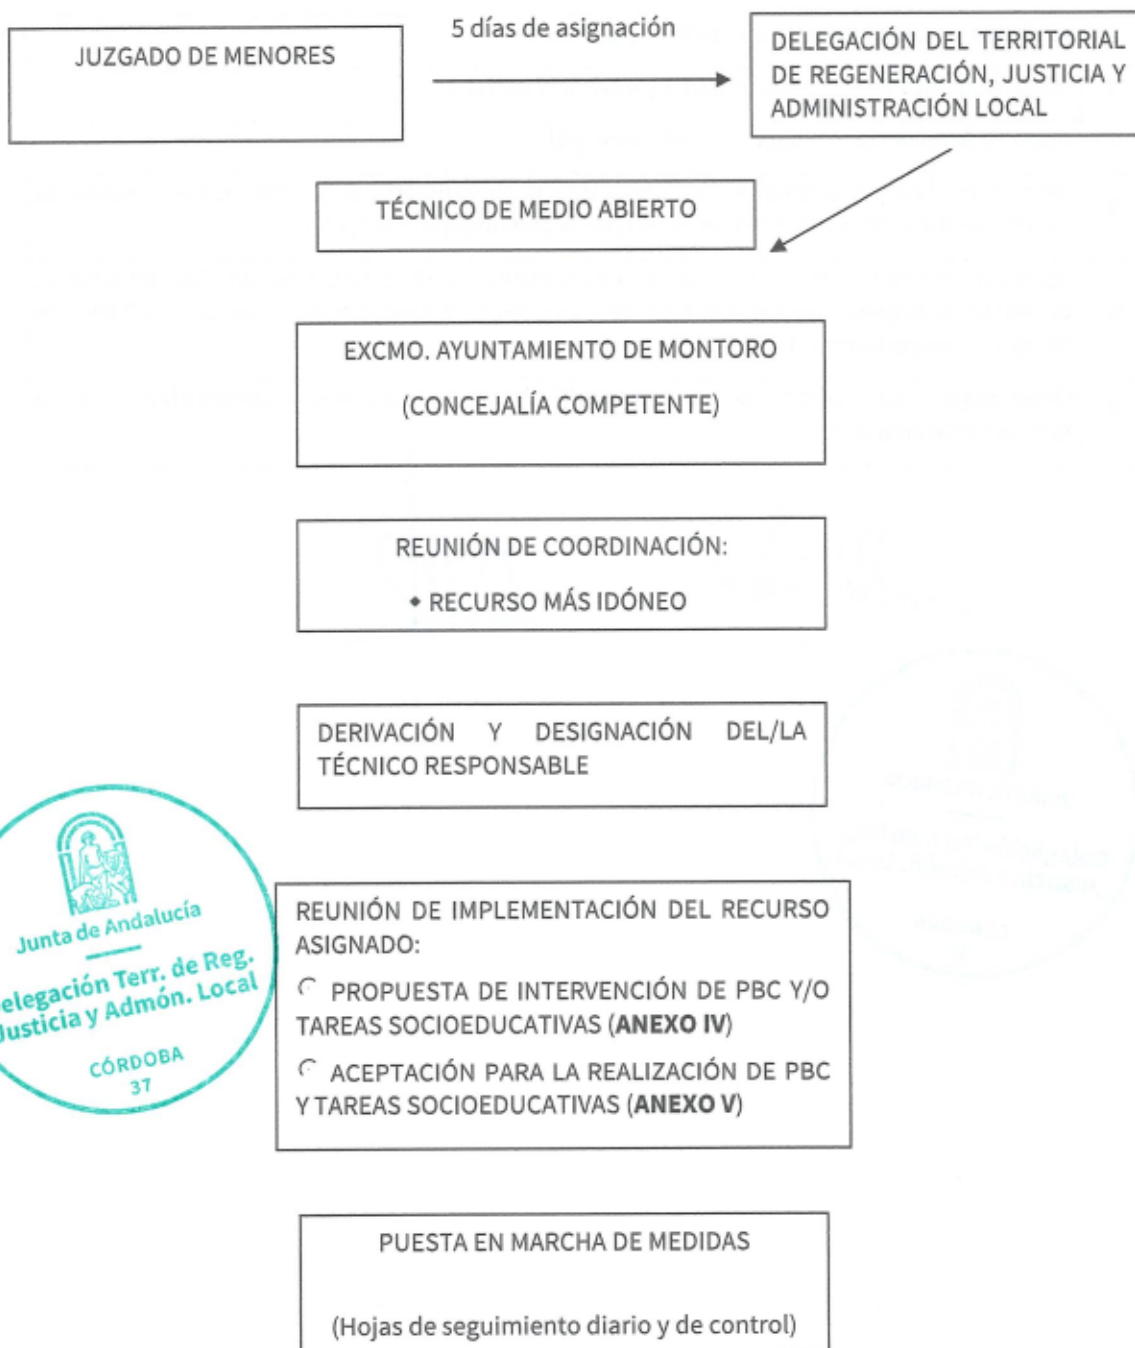 JUZGADO DE MENORES
5 días de asignación
DELEGACIÓN DEL TERRITORIAL
DE REGENERACIÓN, JUSTICIA Y
ADMINISTRACIÓN LOCAL
TÉCNICO DE MEDIO ABIERTO
EXCMO. AYUNTAMIENTO DE MONTORO
(CONCEJALÍA COMPETENTE)
REUNIÓN DE COORDINACIÓN:
◆ RECURSO MÁS IDÓNEO
DERIVACIÓN Y DESIGNACIÓN DEL/LA
TÉCNICO RESPONSABLE
Junta de Andalucía
elegación Terr. de Reg.
Justicia y Admón. Local
CÓRDOBA
37
REUNIÓN DE IMPLEMENTACIÓN DEL RECURSO
ASIGNADO:
PROPUESTA DE INTERVENCIÓN DE PBC Y/O
TAREAS SOCIOEDUCATIVAS (ANEXO IV)
ACEPTACIÓN PARA LA REALIZACIÓN DE PBC
Y TAREAS SOCIOEDUCATIVAS (ANEXO V)
PUESTA EN MARCHA DE MEDIDAS
(Hojas de seguimiento diario y de control)